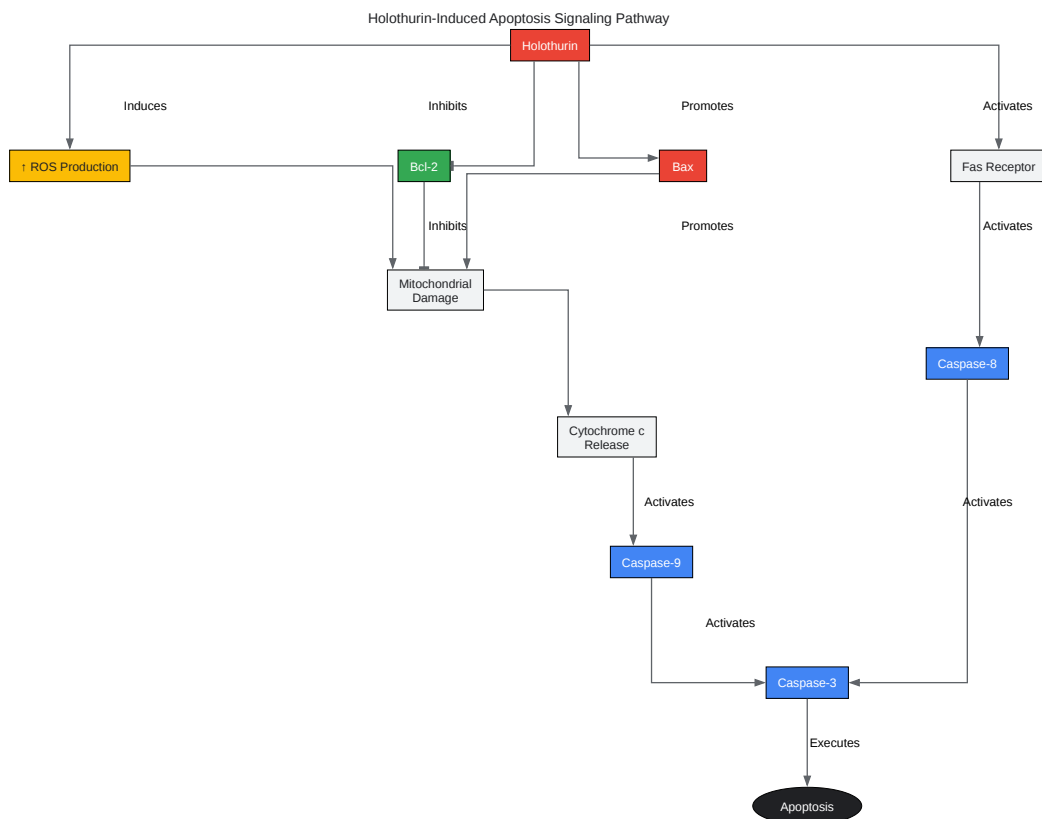 Holothurin-Induced Apoptosis Signaling Pathway
Holothurin
Induces
Inhibits
Promotes
Activates
↑ ROS Production
Bcl-2
Bax
Fas Receptor
Inhibits
Promotes
Activates
Mitochondrial
Damage
Caspase-8
Cytochrome c
Release
Activates
Activates
Caspase-9
Activates
Caspase-3
Executes
Apoptosis